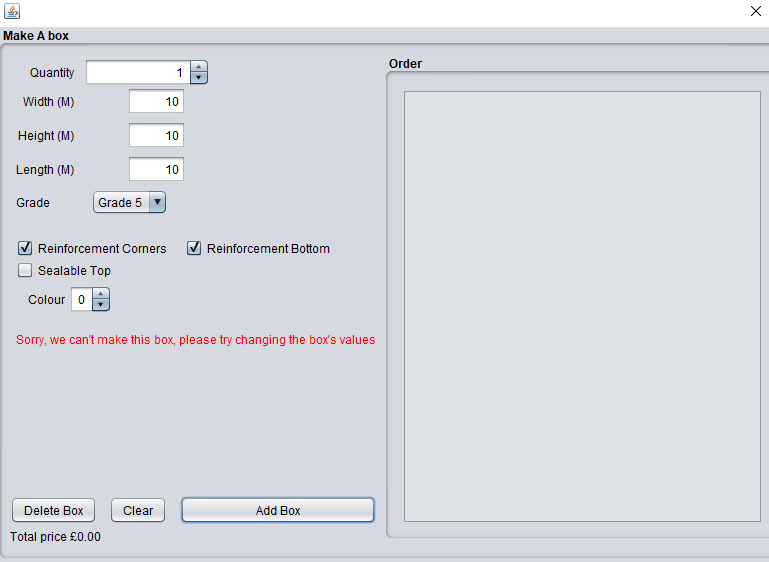 Make A box
Quantity 1
Width (M) 10
Height (M) 10
Length (M) 10
Grade Grade 5
Reinforcement Corners Reinforcement Bottom
Sealable Top
Colour 0
Sorry, we can't make this box, please try changing the box's values
Delete Box Clear Add Box
Total price £0.00
Order